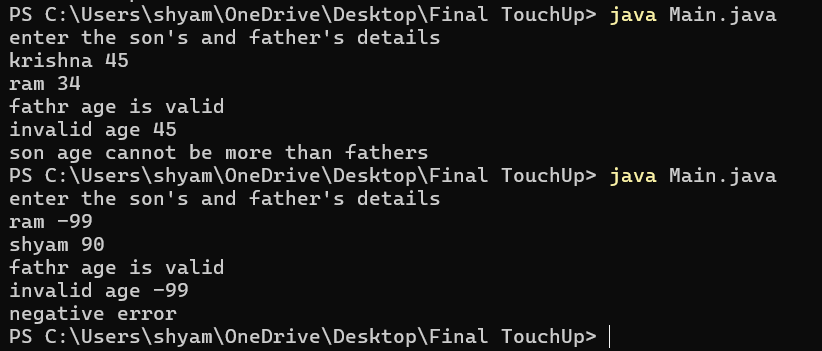 PS C:\Users\shyam\OneDrive\Desktop\Final TouchUp> java Main.java
enter the son's and father's details
krishna 45
ram 34
fathr age is valid
invalid age 45
son age cannot be more than fathers
PS C:\Users\shyam\OneDrive\Desktop\Final TouchUp> java Main.java
enter the son's and father's details
ram -99
shyam 90
fathr age is valid
invalid age -99
negative error
PS C:\Users\shyam\OneDrive\Desktop\Final TouchUp>